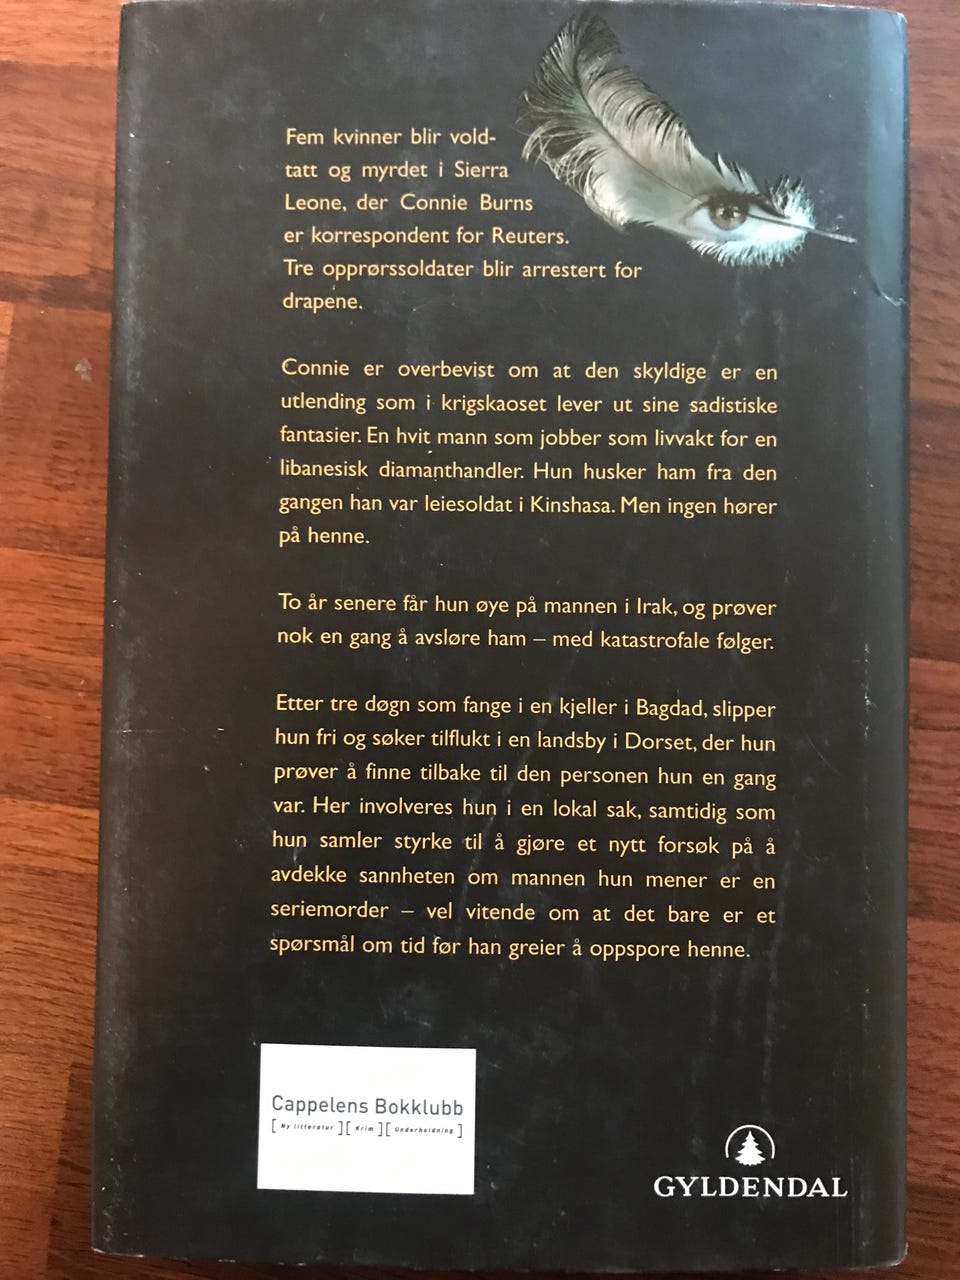 Fem kvinner blir vold-
tatt og myrdet i Sierra
Leone, der Connie Burns
er korrespondent for Reuters.
Tre opprørssoldater blir arrestert for
drapene.
Connie er overbevist om at den skyldige er en
utlending som i krigskaoset lever ut sine sadistiske
fantasier. En hvit mann som jobber som livvakt for en
libanesisk diamanthandler. Hun husker ham fra den
gangen han var leiesoldat i Kinshasa. Men ingen hører
på henne.
To år senere får hun øye på mannen i Irak, og prøver
nok en gang å avsløre ham – med katastrofale følger.
Etter tre døgn som fange i en kjeller i Bagdad, slipper
hun fri og søker tilflukt i en landsby i Dorset, der hun
prøver å finne tilbake til den personen hun en gang
var. Her involveres hun i en lokal sak, samtidig som
hun samler styrke til å gjøre et nytt forsøk på å
avdekke sannheten om mannen hun mener er en
seriemorder – vel vitende om at det bare er et
spørsmål om tid før han greier å oppspore henne.
Cappelens Bokklubb
[ Ny litteratur ][ Krim ][ Underholdning ]
GYLDENDAL